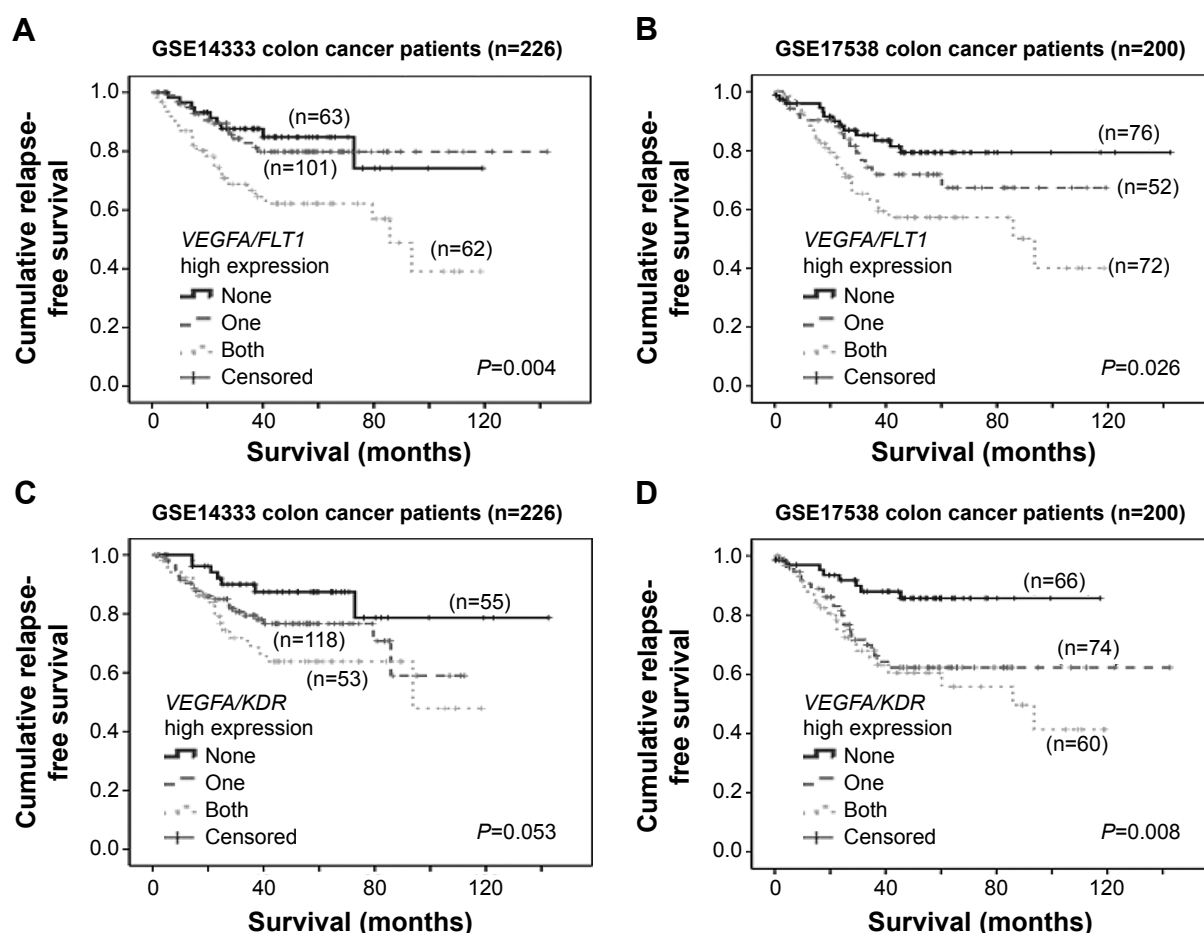 A
GSE14333 colon cancer patients (n=226)
Cumulative relapse-
free survival
1.0
0.8
0.6
0.4
0.2
0.0
(n=63)
(n=101)
(n=62)
VEGFA/FLT1
high expression
None
One
Both
Censored
P=0.004
0
40
80
120
Survival (months)
B
GSE17538 colon cancer patients (n=200)
Cumulative relapse-
free survival
1.0
0.8
0.6
0.4
0.2
0.0
(n=76)
(n=52)
(n=72)
VEGFA/FLT1
high expression
None
One
Both
Censored
P=0.026
0
40
80
120
Survival (months)
C
GSE14333 colon cancer patients (n=226)
Cumulative relapse-
free survival
1.0
0.8
0.6
0.4
0.2
0.0
(n=55)
(n=118)
(n=53)
VEGFA/KDR
high expression
None
One
Both
Censored
P=0.053
0
40
80
120
Survival (months)
D
GSE17538 colon cancer patients (n=200)
Cumulative relapse-
free survival
1.0
0.8
0.6
0.4
0.2
0.0
(n=66)
(n=74)
(n=60)
VEGFA/KDR
high expression
None
One
Both
Censored
P=0.008
0
40
80
120
Survival (months)